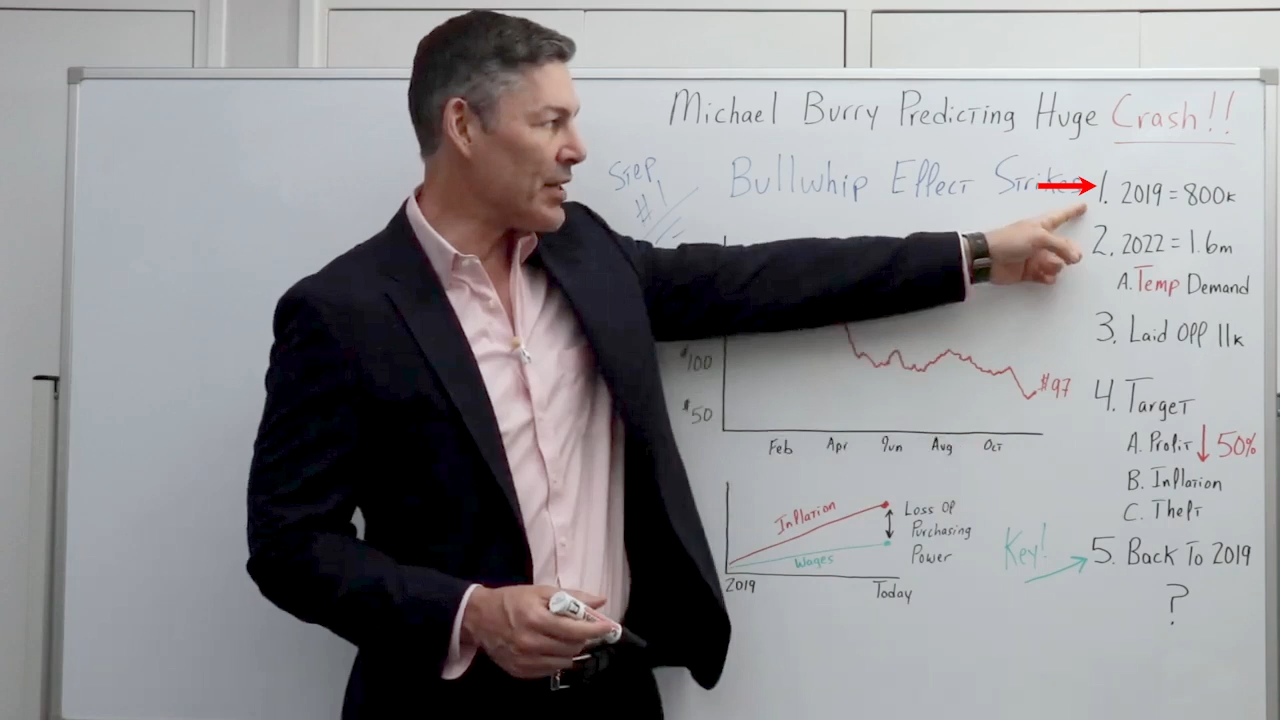 Michael Burry Predicting Huge Crash!!
Step
#1
Bullwhip Effect Strikes
1. 2019 = 800k
2. 2022 = 1.6m
A. Temp Demand
3. Laid Off 11k
4. Target
A. Profit ↓ 50%
B. Inflation
C. Theft
Key! → 5. Back To 2019
?
$100
$50
$97
Feb Apr Jun Aug Oct
Inflation
Wages
Loss Of
Purchasing
Power
2019 Today